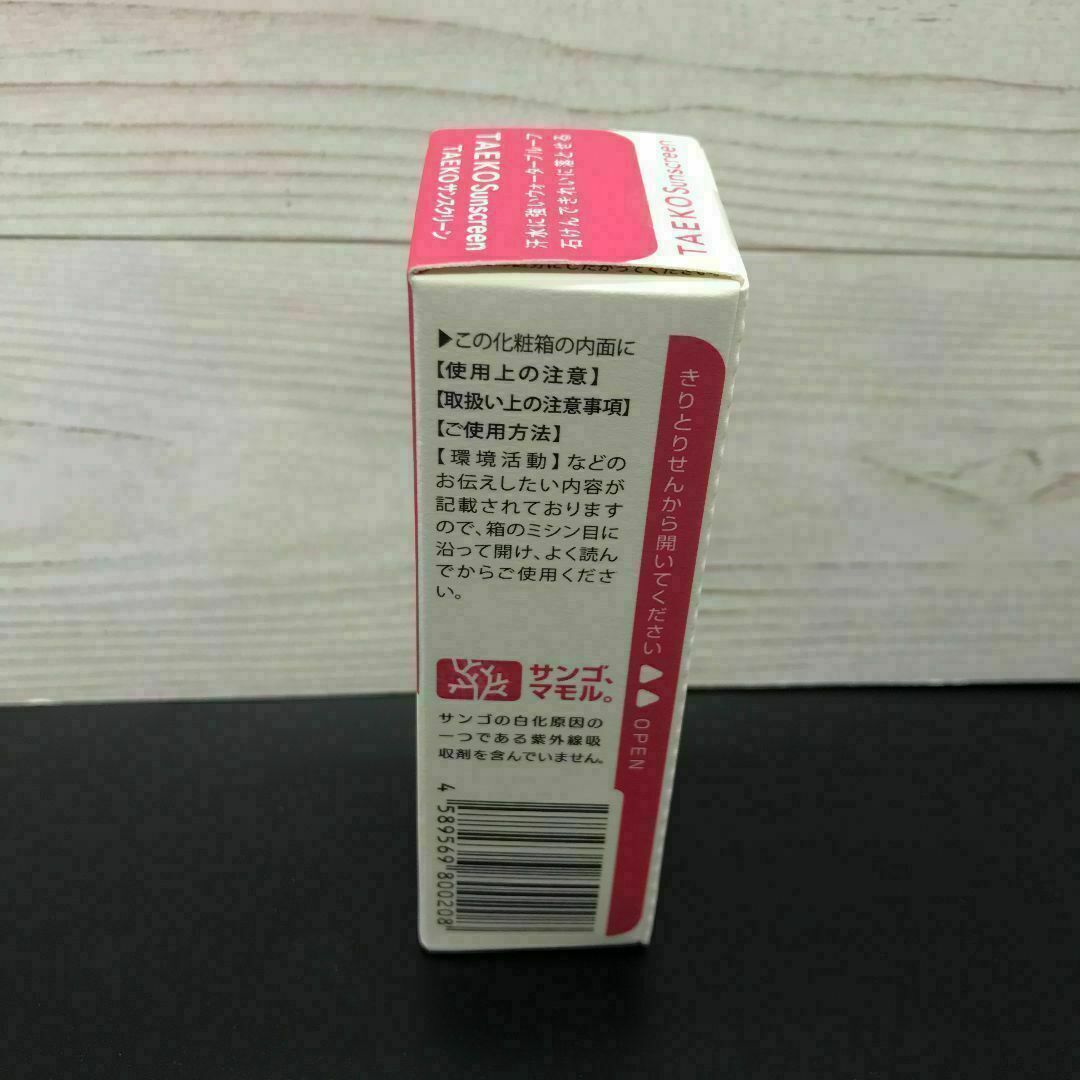 TAEKO Sunscreen
TAEKOサンスクリーン
汗水に強いウォータープルーフ
石けんできれいに落とせる
TAEKO Sunscreen
▶この化粧箱の内面に
【使用上の注意】
【取扱い上の注意事項】
【ご使用方法】
【環境活動】などの
お伝えしたい内容が
記載されております
ので、箱のミシン目に
沿って開け、よく読ん
でからご使用くださ
い。
きりとりせんから開いてください
OPEN
サンゴ、
マモル。
サンゴの白化原因の
一つである紫外線吸
収剤を含んでいません。
4 589569 800208